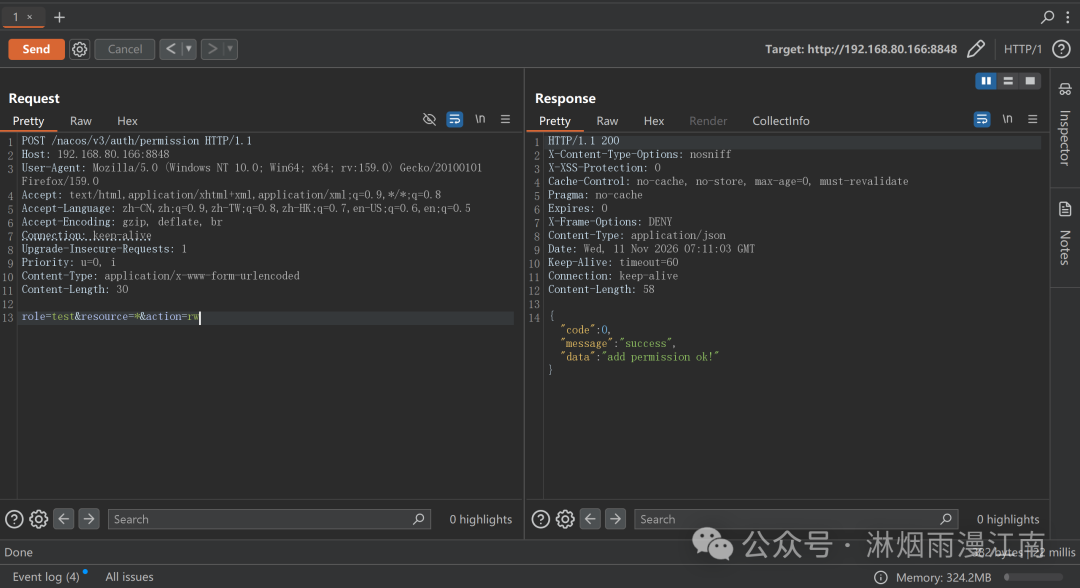 1 × +
Send Cancel < ▼ > ▼ Target: http://192.168.80.166:8848 HTTP/1 ?
Request
Pretty Raw Hex \n ≡
1 POST /nacos/v3/auth/permission HTTP/1.1
2 Host: 192.168.80.166:8848
3 User-Agent: Mozilla/5.0 (Windows NT 10.0; Win64; x64; rv:159.0) Gecko/20100101
Firefox/159.0
4 Accept: text/html,application/xhtml+xml,application/xml;q=0.9,*/*;q=0.8
5 Accept-Language: zh-CN,zh;q=0.9,zh-TW;q=0.8,zh-HK;q=0.7,en-US;q=0.6,en;q=0.5
6 Accept-Encoding: gzip, deflate, br
7 Connection: keep-alive
8 Upgrade-Insecure-Requests: 1
9 Priority: u=0, i
10 Content-Type: application/x-www-form-urlencoded
11 Content-Length: 30
12
13 role=test&resource=*&action=rw
? Search 0 highlights
Response
Pretty Raw Hex Render CollectInfo \n ≡
1 HTTP/1.1 200
2 X-Content-Type-Options: nosniff
3 X-XSS-Protection: 0
4 Cache-Control: no-cache, no-store, max-age=0, must-revalidate
5 Pragma: no-cache
6 Expires: 0
7 X-Frame-Options: DENY
8 Content-Type: application/json
9 Date: Wed, 11 Nov 2026 07:11:03 GMT
10 Keep-Alive: timeout=60
11 Connection: keep-alive
12 Content-Length: 58
13
14 {
"code":0,
"message":"success",
"data":"add permission ok!"
}
? Search 0 highlights
Inspector
Notes
公众号 · 淋烟雨漫江南
Done millis
Event log (4) All issues Memory: 324.2MB